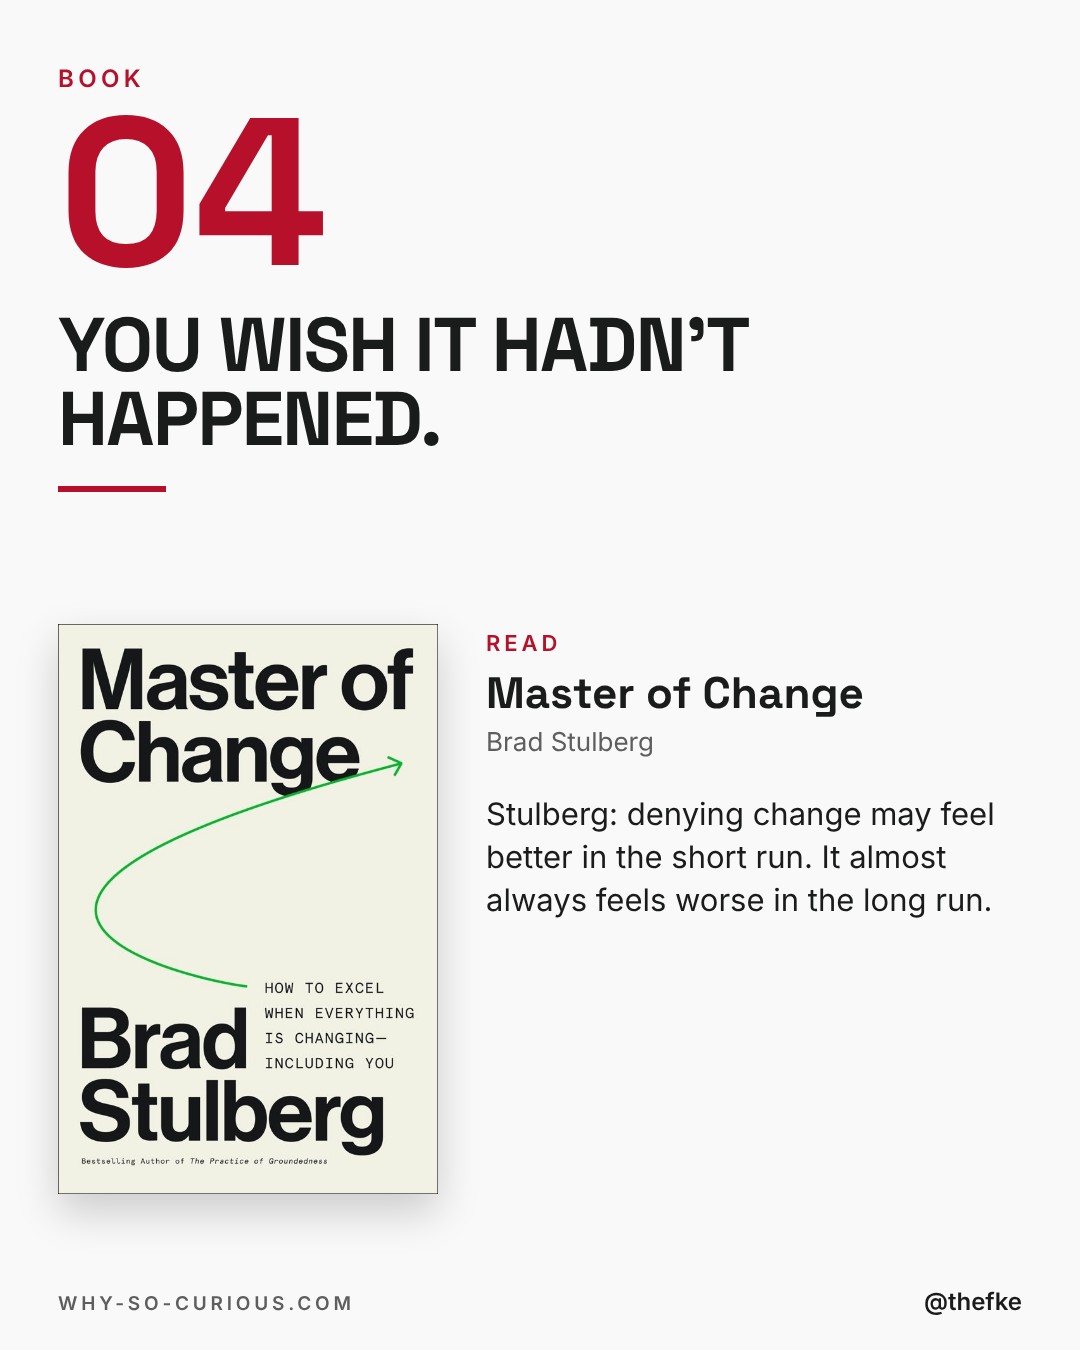 BOOK
04
YOU WISH IT HADN’T
HAPPENED.
Master of
Change
HOW TO EXCEL
WHEN EVERYTHING
IS CHANGING—
INCLUDING YOU
Brad
Stulberg
Bestselling Author of The Practice of Groundedness
READ
Master of Change
Brad Stulberg
Stulberg: denying change may feel
better in the short run. It almost
always feels worse in the long run.
WHY-SO-CURIOUS.COM
@thefke